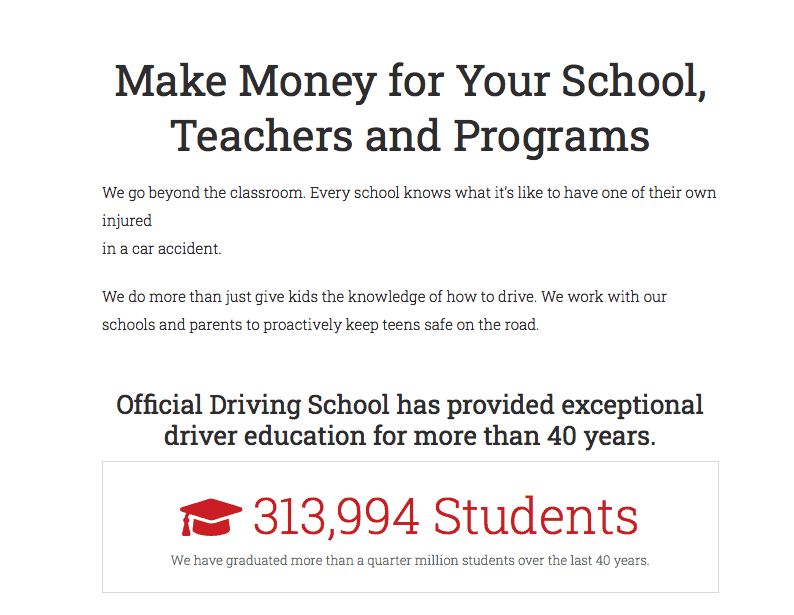 Make Money for Your School,
Teachers and Programs
We go beyond the classroom. Every school knows what it’s like to have one of their own
injured
in a car accident.
We do more than just give kids the knowledge of how to drive. We work with our
schools and parents to proactively keep teens safe on the road.
Official Driving School has provided exceptional
driver education for more than 40 years.
313,994 Students
We have graduated more than a quarter million students over the last 40 years.